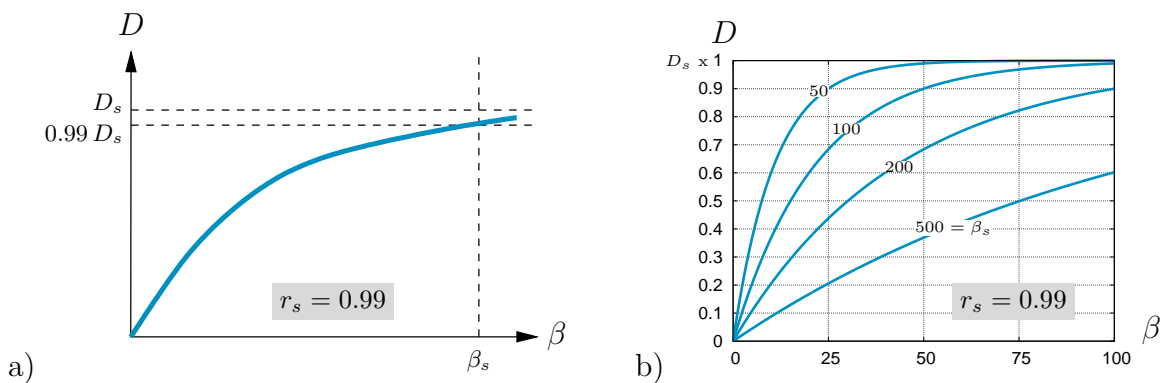 D
D_s
0.99 D_s
r_s = 0.99
β
β_s
a)
D
D_s x 1
0.9
0.8
0.7
0.6
0.5
0.4
0.3
0.2
0.1
0
50
100
200
500 = β_s
r_s = 0.99
β
0 25 50 75 100
b)